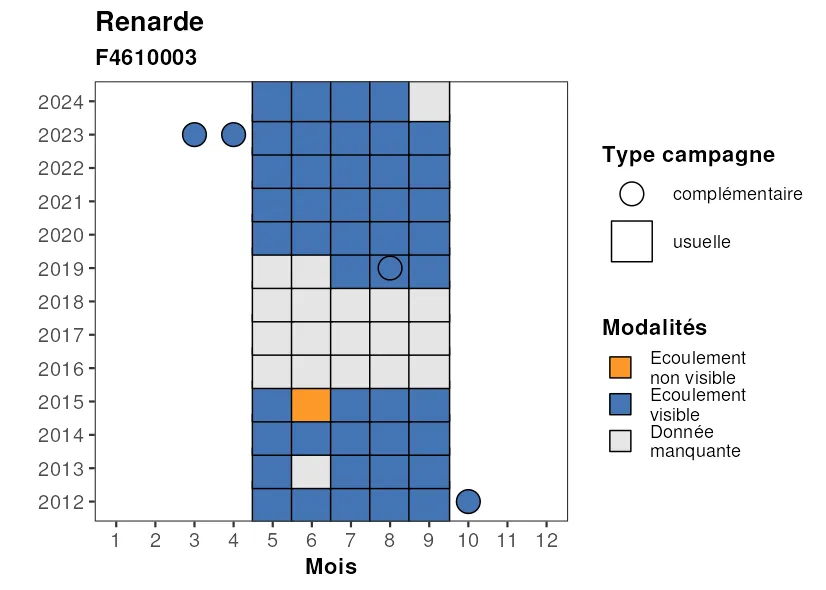 Renarde
F4610003
2024
2023
2022
2021
2020
2019
2018
2017
2016
2015
2014
2013
2012
1 2 3 4 5 6 7 8 9 10 11 12
Mois
Type campagne
complémentaire
usuelle
Modalités
Ecoulement
non visible
Ecoulement
visible
Donnée
manquante